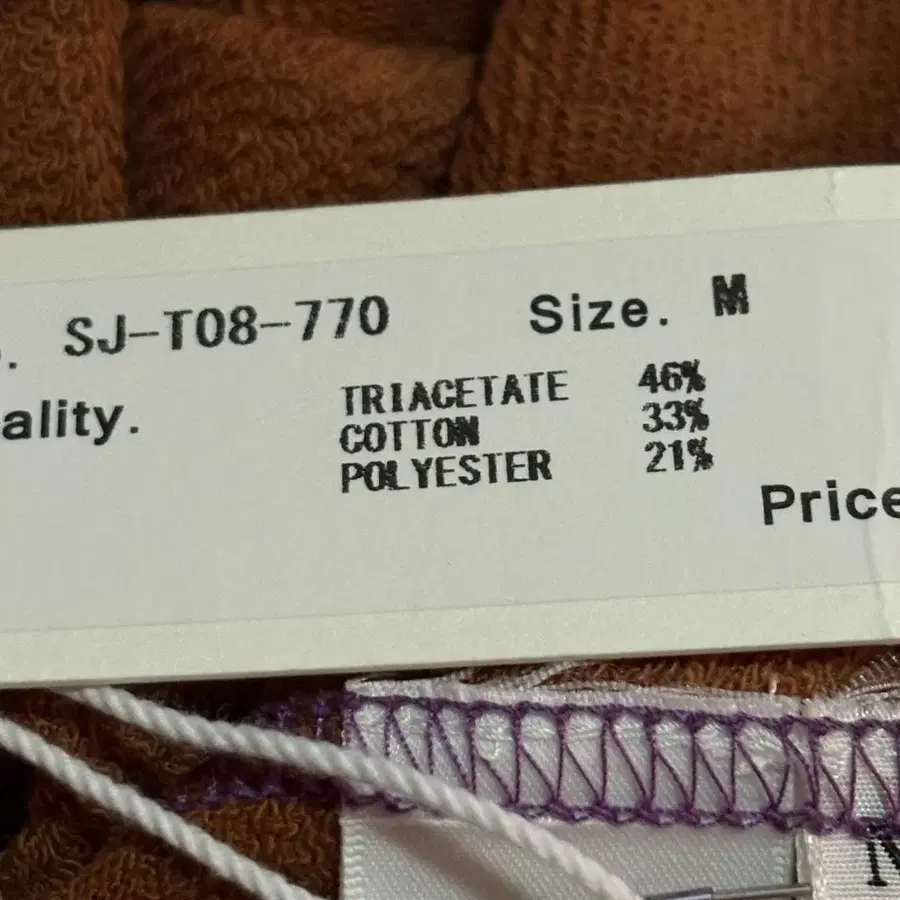 . SJ-T08-770 Size. M
ality. TRIACETATE 46%
COTTON 33%
POLYESTER 21%
Price